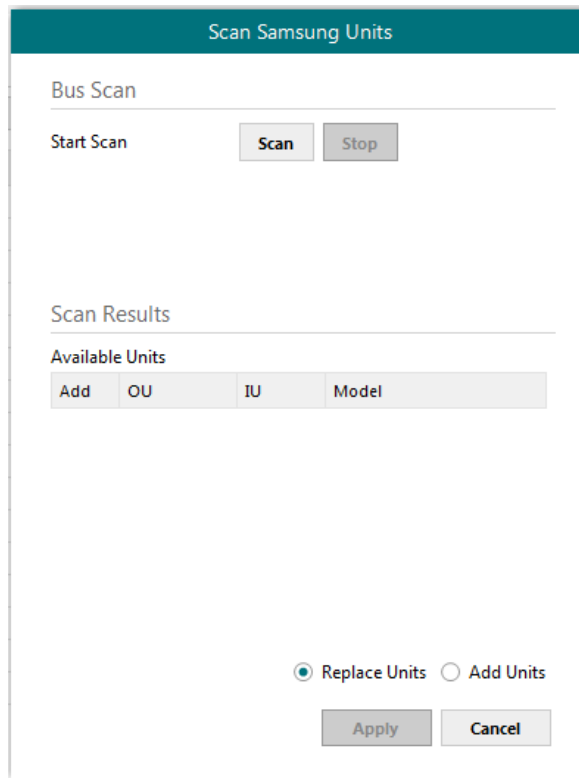 Scan Samsung Units
Bus Scan
Start Scan Scan Stop
Scan Results
Available Units
Add OU IU Model
Replace Units Add Units
Apply Cancel